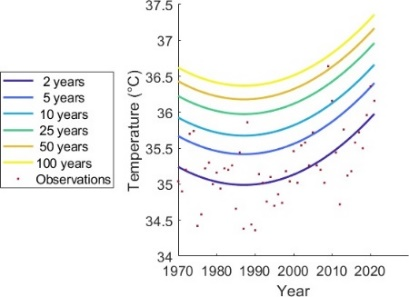 37.5
37
36.5
36
35.5
35
34.5
34
Temperature (°C)
1970 1980 1990 2000 2010 2020
Year
2 years
5 years
10 years
25 years
50 years
100 years
Observations